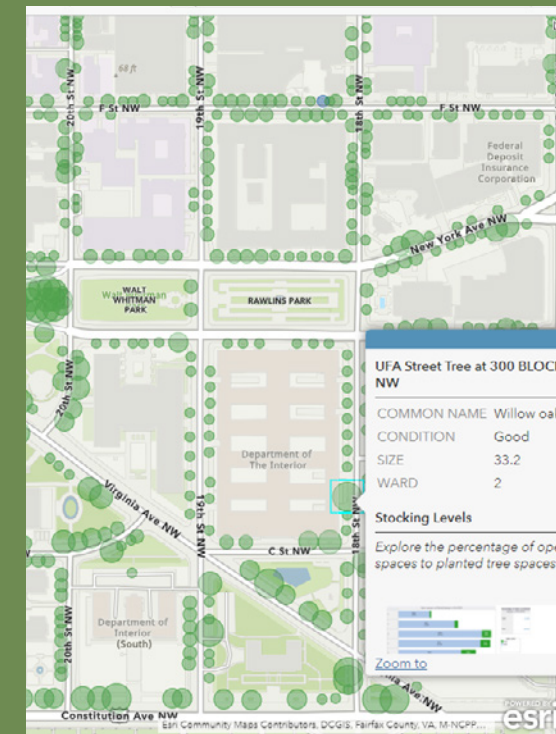 68 ft
20th St NW
19th St NW
18th St NW
F St NW
F St NW
Federal
Deposit
Insurance
Corporation
New York Ave NW
WALT
WHITMAN
PARK
RAWLINS PARK
20th St NW
Department of
The Interior
UFA Street Tree at 300 BLOCK
NW
COMMON NAME Willow oak
CONDITION Good
SIZE 33.2
WARD 2
Stocking Levels
Explore the percentage of ope
spaces to planted tree spaces
Zoom to
Virginia Ave NW
19th St NW
18th St NW
C St NW
Department of
Interior
(South)
20th St NW
nia Ave NW
Constitution Ave NW
Esri Community Maps Contributors, DCGIS, Fairfax County, VA, M-NCPP...
POWERED BY
esri